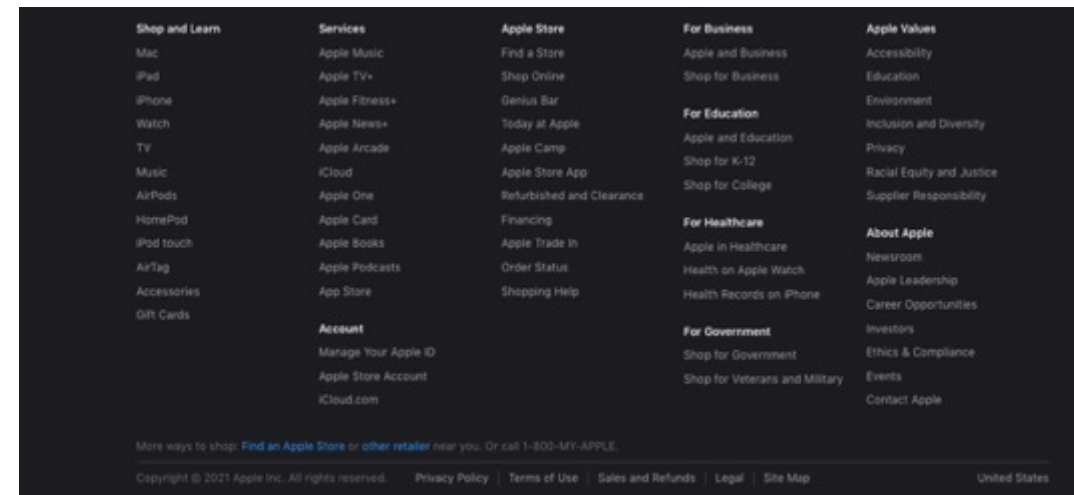 Shop and Learn
Mac
iPad
iPhone
Watch
TV
Music
AirPods
HomePod
iPod touch
AirTag
Accessories
Gift Cards
Services
Apple Music
Apple TV+
Apple Fitness+
Apple News+
Apple Arcade
iCloud
Apple One
Apple Card
Apple Books
Apple Podcasts
App Store
Account
Manage Your Apple ID
Apple Store Account
iCloud.com
Apple Store
Find a Store
Shop Online
Genius Bar
Today at Apple
Apple Camp
Apple Store App
Refurbished and Clearance
Financing
Apple Trade In
Order Status
Shopping Help
For Business
Apple and Business
Shop for Business
For Education
Apple and Education
Shop for K-12
Shop for College
For Healthcare
Apple in Healthcare
Health on Apple Watch
Health Records on iPhone
For Government
Shop for Government
Shop for Veterans and Military
Apple Values
Accessibility
Education
Environment
Inclusion and Diversity
Privacy
Racial Equity and Justice
Supplier Responsibility
About Apple
Newsroom
Apple Leadership
Career Opportunities
Investors
Ethics & Compliance
Events
Contact Apple
More ways to shop: Find an Apple Store or other retailer near you. Or call 1-800-MY-APPLE.
Copyright © 2021 Apple Inc. All rights reserved. Privacy Policy | Terms of Use | Sales and Refunds | Legal | Site Map United States